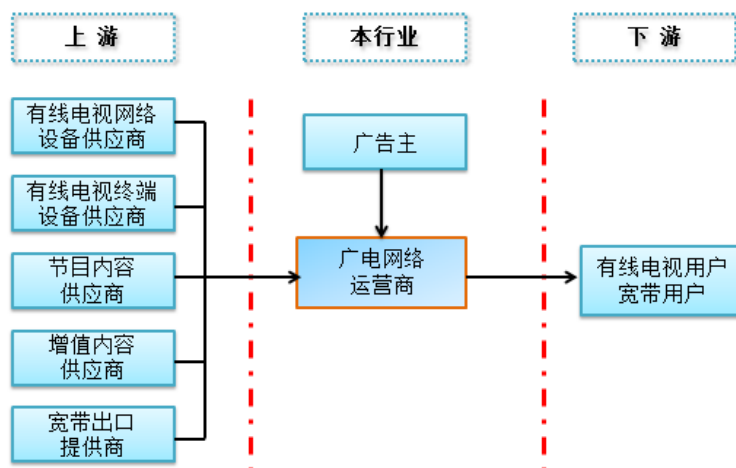 上 游
本行业
下 游
有线电视网络
设备供应商
有线电视终端
设备供应商
节目内容
供应商
增值内容
供应商
宽带出口
提供商
广告主
广电网络
运营商
有线电视用户
宽带用户